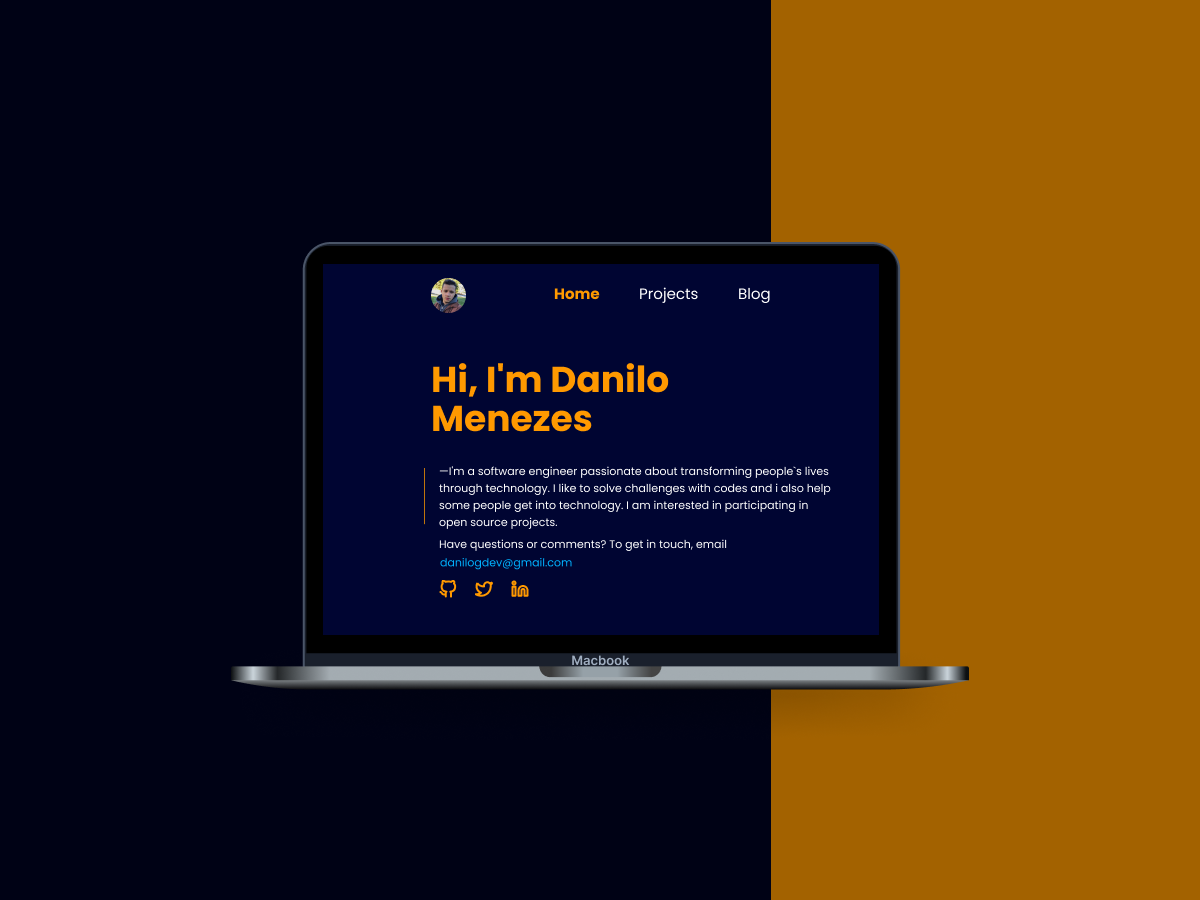 Home Projects Blog
Hi, I'm Danilo
Menezes
—I'm a software engineer passionate about transforming people`s lives
through technology. I like to solve challenges with codes and i also help
some people get into technology. I am interested in participating in
open source projects.
Have questions or comments? To get in touch, email
danilogdev@gmail.com
Macbook